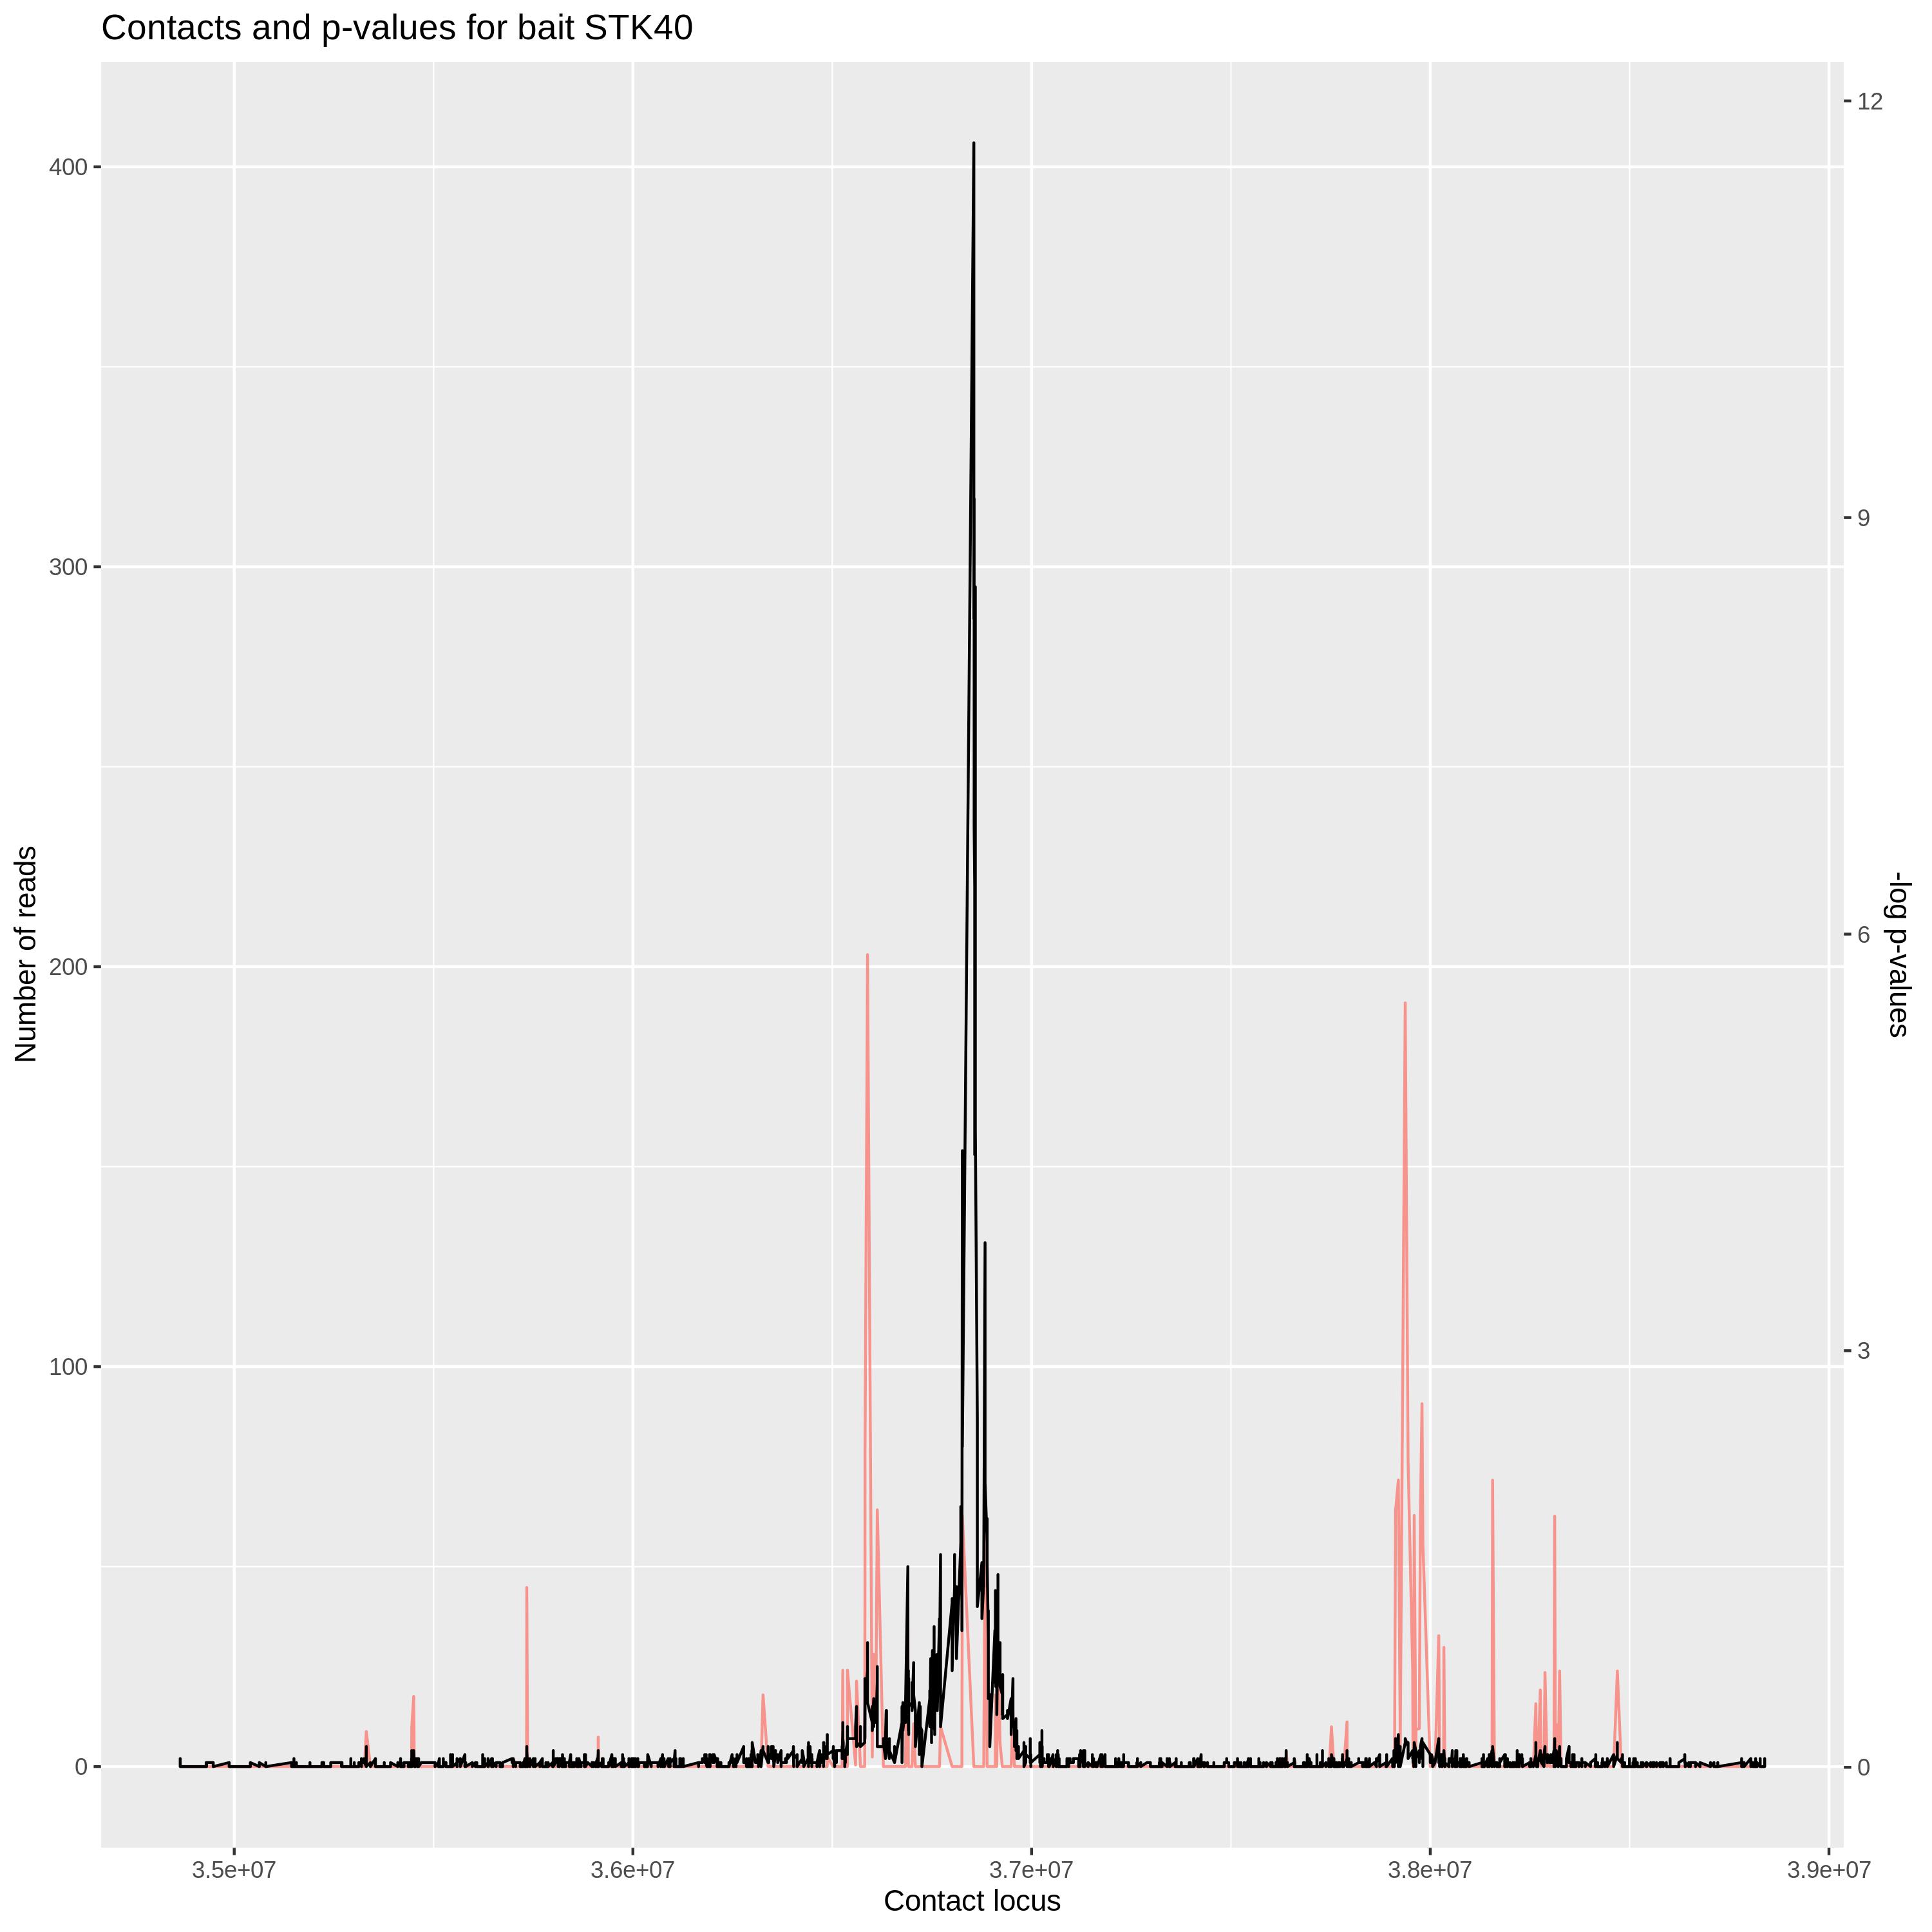 Contacts and p-values for bait STK40
Number of reads
400
300
200
100
0
12
9
6
3
0
-log p-values
3.5e+07 3.6e+07 3.7e+07 3.8e+07 3.9e+07
Contact locus